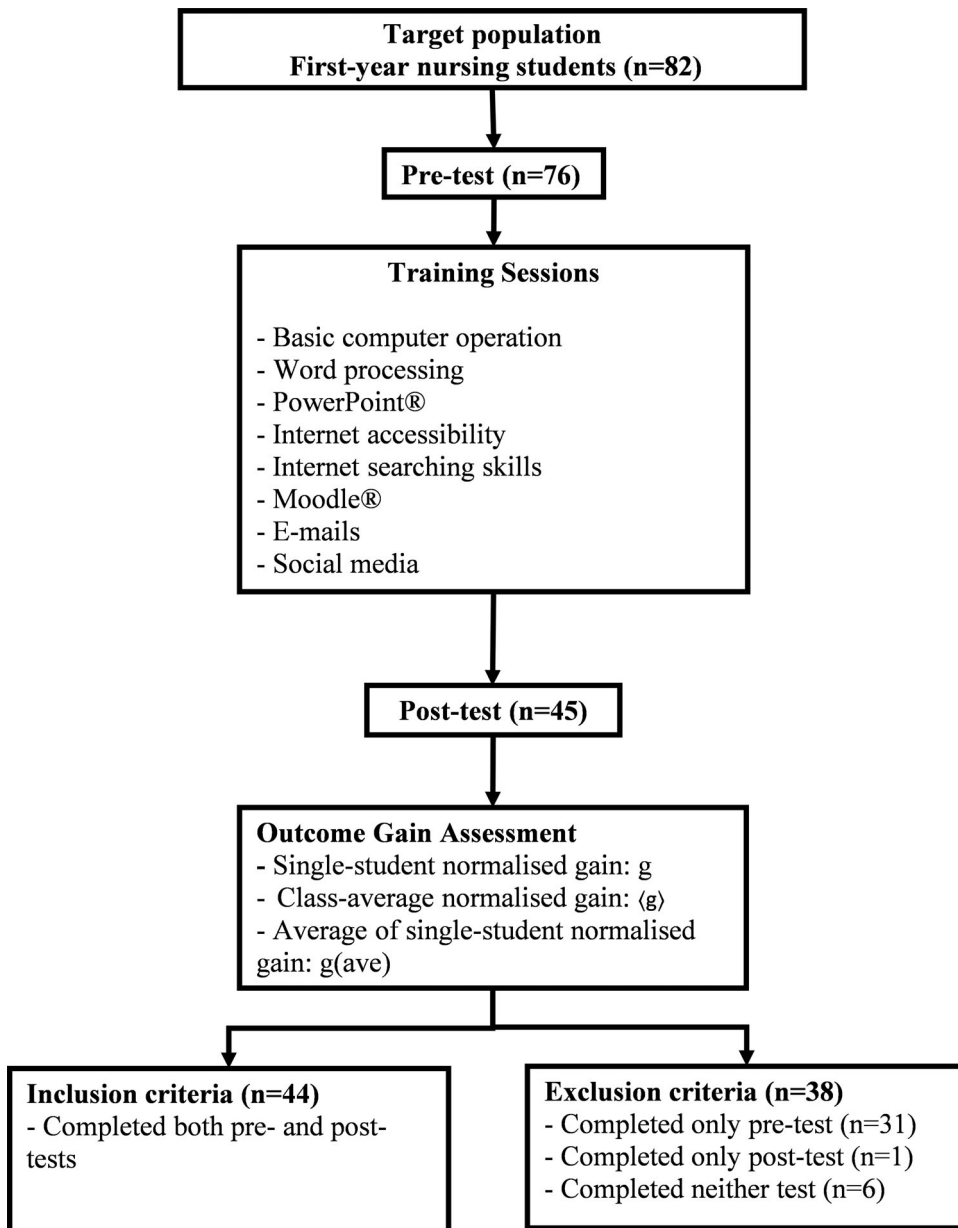 Target population
First-year nursing students (n=82)
Pre-test (n=76)
Training Sessions
- Basic computer operation
- Word processing
- PowerPoint®
- Internet accessibility
- Internet searching skills
- Moodle®
- E-mails
- Social media
Post-test (n=45)
Outcome Gain Assessment
- Single-student normalised gain: g
- Class-average normalised gain: ⟨g⟩
- Average of single-student normalised
gain: g(ave)
Inclusion criteria (n=44)
- Completed both pre- and post-
tests
Exclusion criteria (n=38)
- Completed only pre-test (n=31)
- Completed only post-test (n=1)
- Completed neither test (n=6)